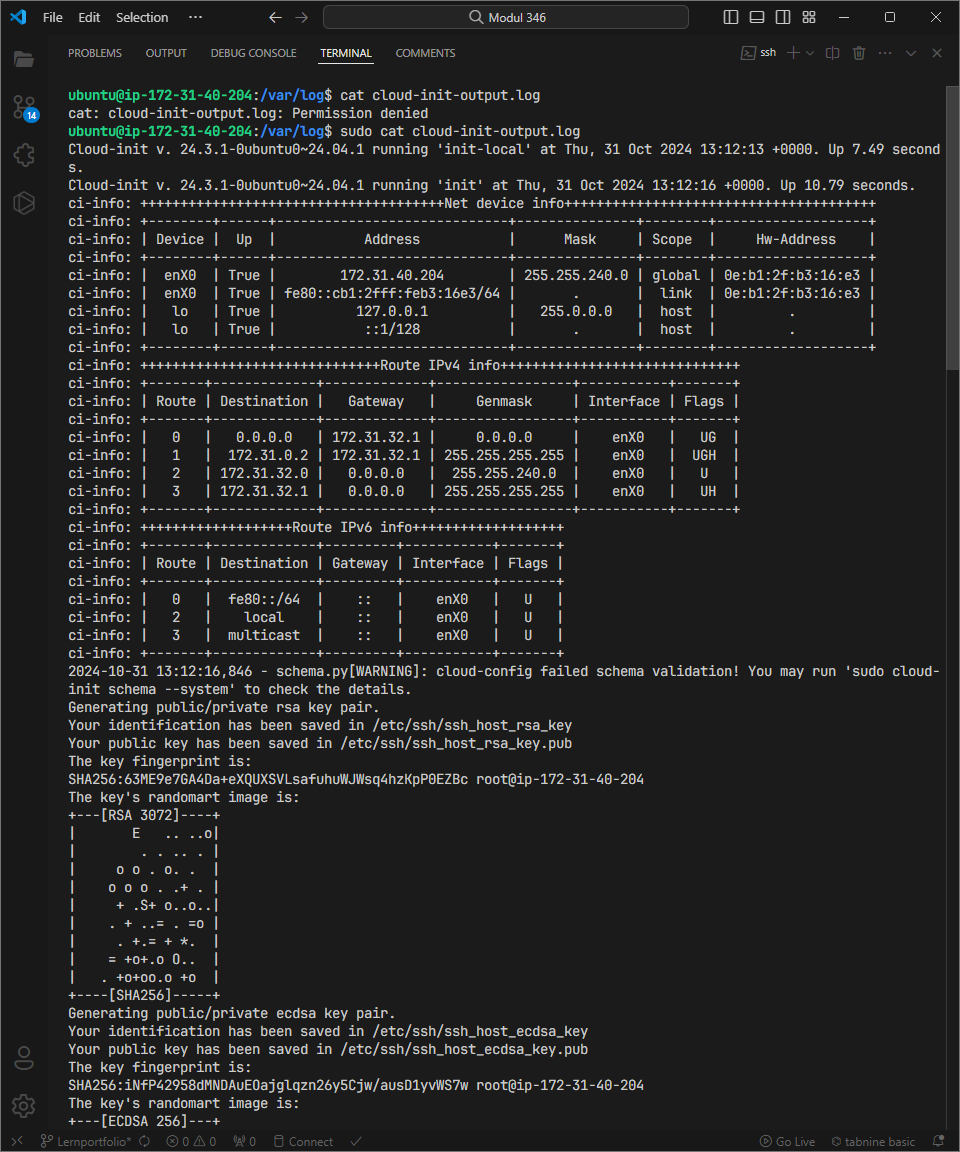 File Edit Selection ··· Modul 346
PROBLEMS OUTPUT DEBUG CONSOLE TERMINAL COMMENTS ssh
14
ubuntu@ip-172-31-40-204:/var/log$ cat cloud-init-output.log
cat: cloud-init-output.log: Permission denied
ubuntu@ip-172-31-40-204:/var/log$ sudo cat cloud-init-output.log
Cloud-init v. 24.3.1-0ubuntu0~24.04.1 running 'init-local' at Thu, 31 Oct 2024 13:12:13 +0000. Up 7.49 second
s.
Cloud-init v. 24.3.1-0ubuntu0~24.04.1 running 'init' at Thu, 31 Oct 2024 13:12:16 +0000. Up 10.79 seconds.
ci-info: ++++++++++++++++++++++++++++++++++++++Net device info+++++++++++++++++++++++++++++++++++++++
ci-info: +--------+------+-----------------------------+---------------+--------+-------------------+
ci-info: | Device |  Up  |           Address           |      Mask     | Scope  |     Hw-Address    |
ci-info: +--------+------+-----------------------------+---------------+--------+-------------------+
ci-info: |  enX0  | True |        172.31.40.204        | 255.255.240.0 | global | 0e:b1:2f:b3:16:e3 |
ci-info: |  enX0  | True | fe80::cb1:2fff:feb3:16e3/64 |       .       |  link  | 0e:b1:2f:b3:16:e3 |
ci-info: |   lo   | True |          127.0.0.1          |   255.0.0.0   |  host  |         .         |
ci-info: |   lo   | True |           ::1/128           |       .       |  host  |         .         |
ci-info: +--------+------+-----------------------------+---------------+--------+-------------------+
ci-info: ++++++++++++++++++++++++++++++Route IPv4 info++++++++++++++++++++++++++++++
ci-info: +-------+-------------+-------------+-----------------+-----------+-------+
ci-info: | Route | Destination |   Gateway   |     Genmask     | Interface | Flags |
ci-info: +-------+-------------+-------------+-----------------+-----------+-------+
ci-info: |   0   |   0.0.0.0   | 172.31.32.1 |     0.0.0.0     |    enX0   |   UG  |
ci-info: |   1   |  172.31.0.2 | 172.31.32.1 | 255.255.255.255 |    enX0   |  UGH  |
ci-info: |   2   | 172.31.32.0 |   0.0.0.0   |  255.255.240.0  |    enX0   |   U   |
ci-info: |   3   | 172.31.32.1 |   0.0.0.0   | 255.255.255.255 |    enX0   |   UH  |
ci-info: +-------+-------------+-------------+-----------------+-----------+-------+
ci-info: +++++++++++++++++++Route IPv6 info+++++++++++++++++++
ci-info: +-------+-------------+---------+-----------+-------+
ci-info: | Route | Destination | Gateway | Interface | Flags |
ci-info: +-------+-------------+---------+-----------+-------+
ci-info: |   0   |  fe80::/64  |    ::   |    enX0   |   U   |
ci-info: |   2   |    local    |    ::   |    enX0   |   U   |
ci-info: |   3   |  multicast  |    ::   |    enX0   |   U   |
ci-info: +-------+-------------+---------+-----------+-------+
2024-10-31 13:12:16,846 - schema.py[WARNING]: cloud-config failed schema validation! You may run 'sudo cloud-
init schema --system' to check the details.
Generating public/private rsa key pair.
Your identification has been saved in /etc/ssh/ssh_host_rsa_key
Your public key has been saved in /etc/ssh/ssh_host_rsa_key.pub
The key fingerprint is:
SHA256:63ME9e7GA4Da+eXQUXSVLsafuhuWJWsq4hzKpP0EZBc root@ip-172-31-40-204
The key's randomart image is:
+---[RSA 3072]----+
|       E   .. ..o|
|        . . .. . |
|     o o . o. .  |
|    o o o . .+ . |
|     + .S+ o..o..|
|    . + ..= . =o |
|     . +.= + *.  |
|    = +o+.o O..  |
|   . +o+oo.o +o  |
+----[SHA256]-----+
Generating public/private ecdsa key pair.
Your identification has been saved in /etc/ssh/ssh_host_ecdsa_key
Your public key has been saved in /etc/ssh/ssh_host_ecdsa_key.pub
The key fingerprint is:
SHA256:iNfP42958dMNDAuEOajglqzn26y5Cjw/ausD1yvWS7w root@ip-172-31-40-204
The key's randomart image is:
+---[ECDSA 256]---+
Lernportfolio* 0 0 0 Connect Go Live tabnine basic